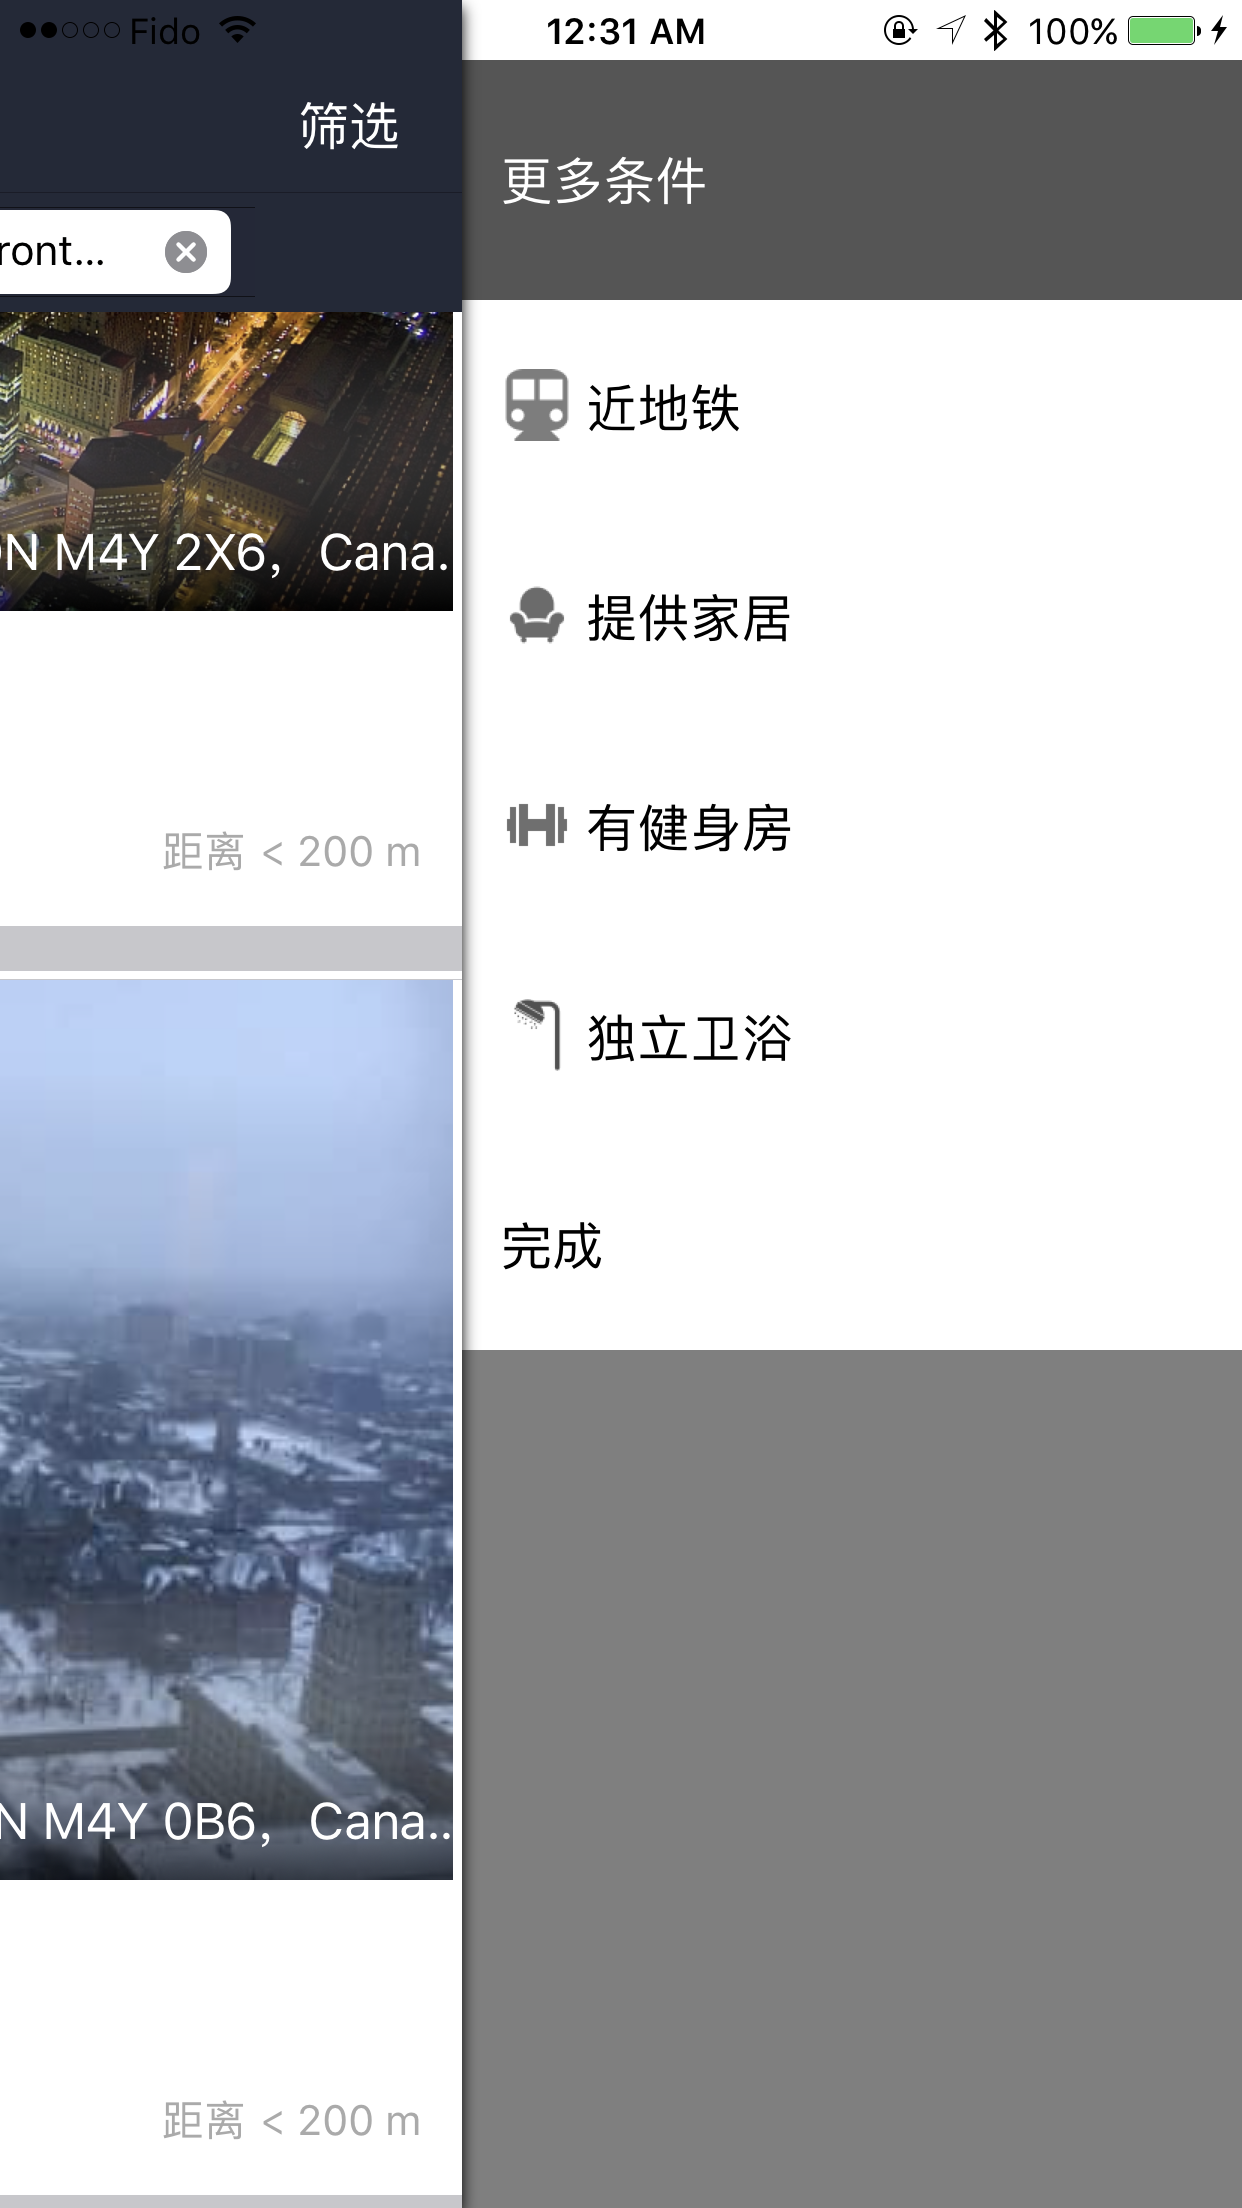 Fido 12:31 AM 100%
筛选
更多条件
ront...
近地铁
N M4Y 2X6, Cana.
提供家居
距离 < 200 m
有健身房
独立卫浴
完成
N M4Y 0B6, Cana..
距离 < 200 m